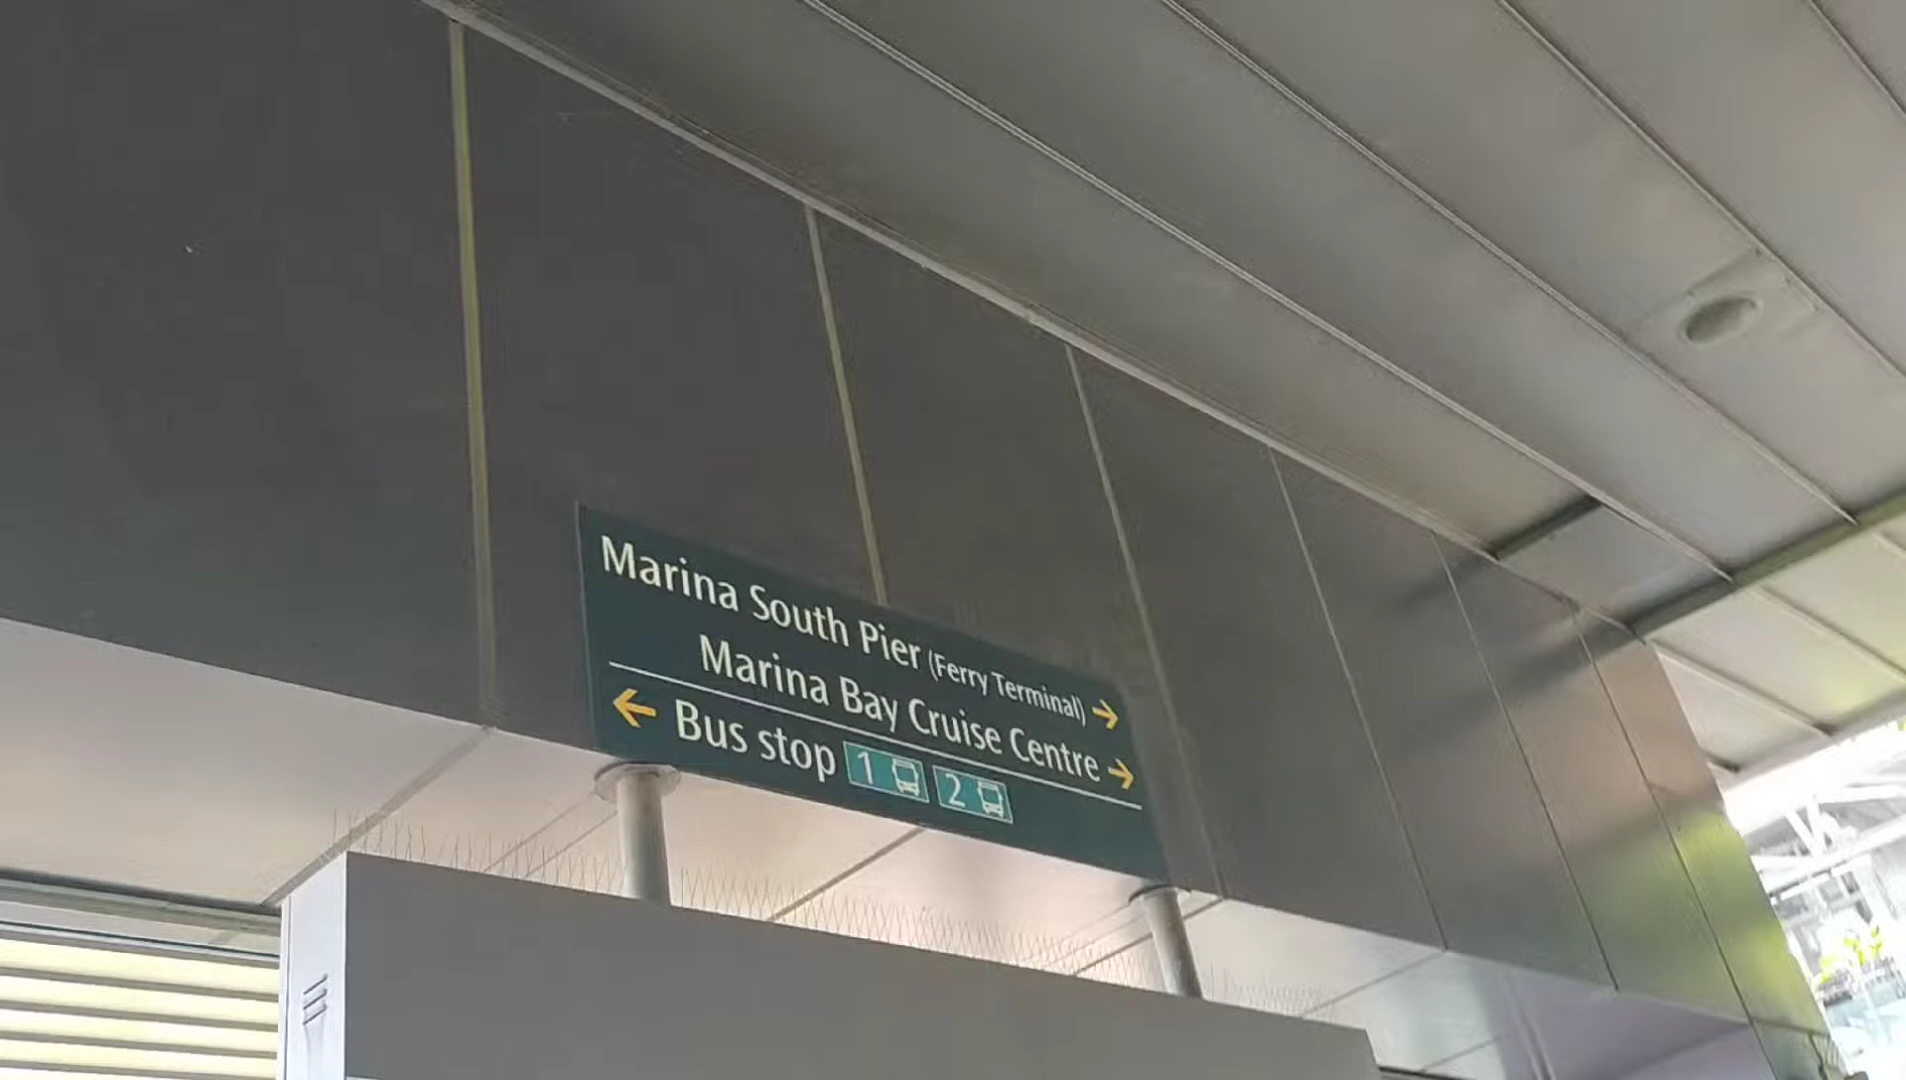 Marina South Pier (Ferry Terminal) →
Marina Bay Cruise Centre →
← Bus stop 1 2